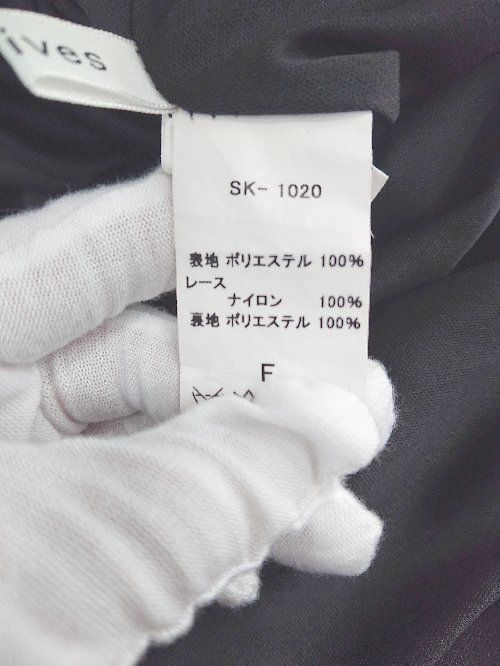 ives
SK-1020
表地 ポリエステル 100%
レース
ナイロン 100%
裏地 ポリエステル 100%
F